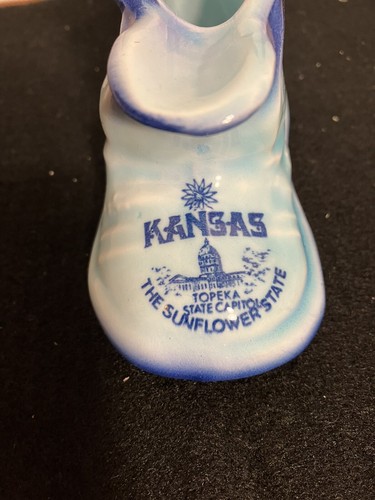 KANSAS
TOPEKA
STATE CAPITOL
THE SUNFLOWER STATE